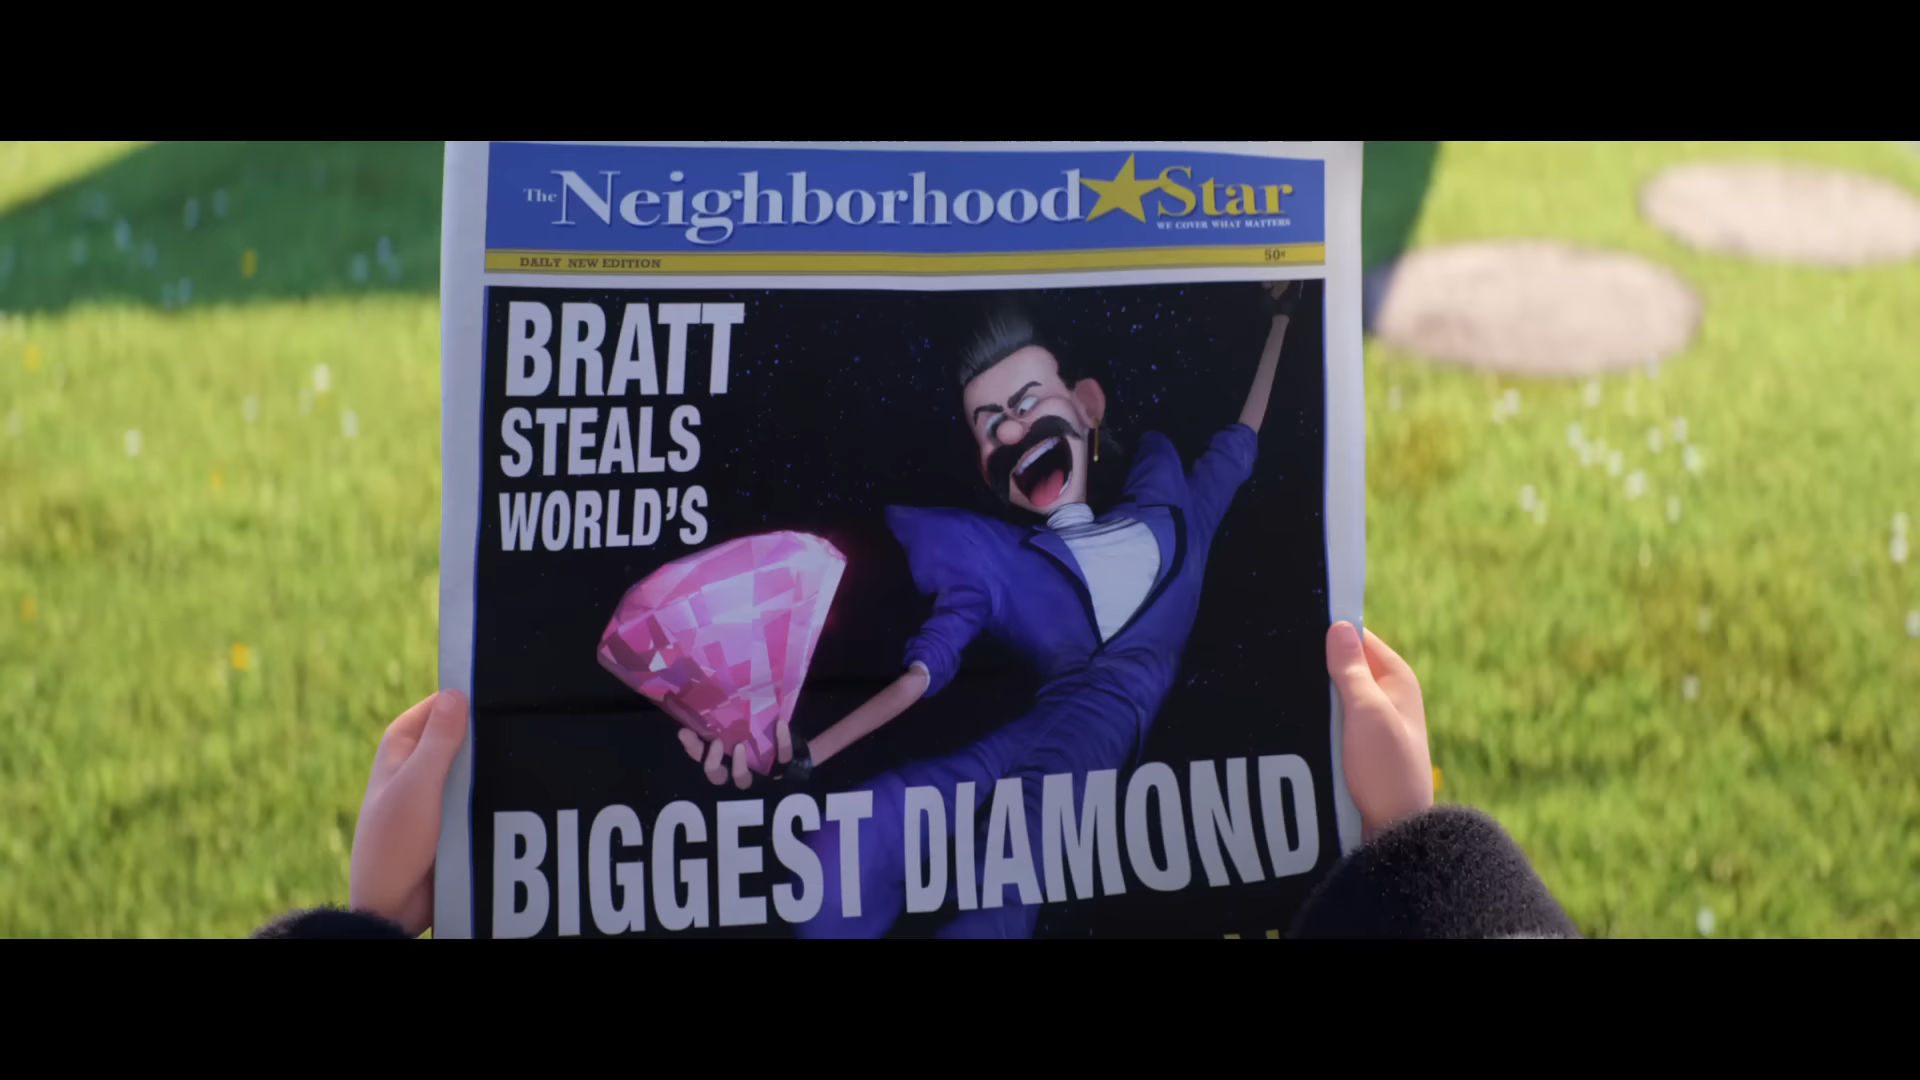 The Neighborhood Star
WE COVER WHAT MATTERS
DAILY NEW EDITION
50¢
BRATT
STEALS
WORLD'S
BIGGEST DIAMOND